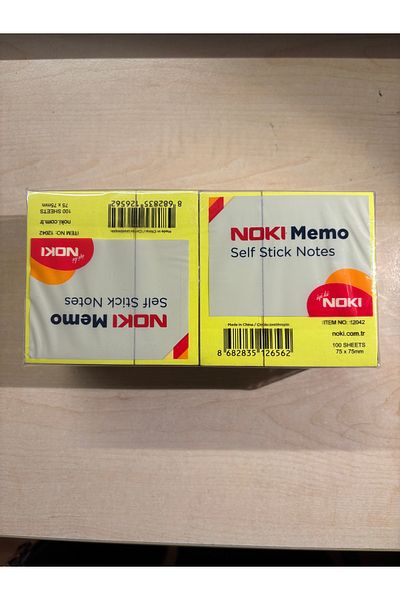 NOKI Memo
Self Stick Notes
NOKI
ITEM NO: 12042
noki.com.tr
100 SHEETS
75 x 75mm
8 682835 126562
NOKI Memo
Self Stick Notes
NOKI
ITEM NO: 12042
noki.com.tr
100 SHEETS
75 x 75mm
8 682835 126562